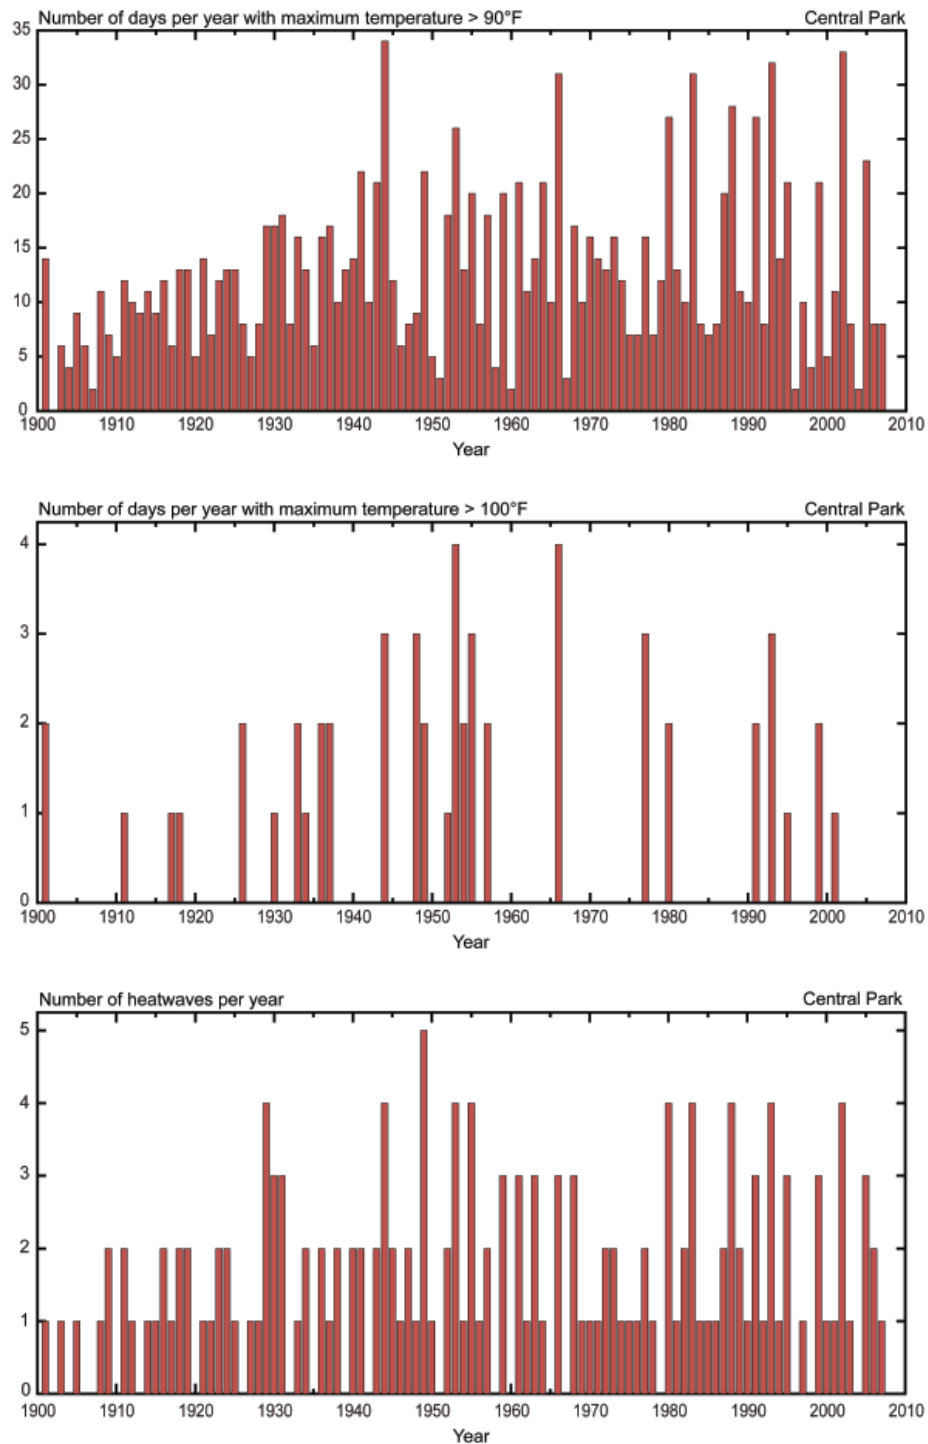 Number of days per year with maximum temperature > 90°F Central Park
35
30
25
20
15
10
5
0
1900 1910 1920 1930 1940 1950 1960 1970 1980 1990 2000 2010
Year
Number of days per year with maximum temperature > 100°F Central Park
4
3
2
1
0
1900 1910 1920 1930 1940 1950 1960 1970 1980 1990 2000 2010
Year
Number of heatwaves per year Central Park
5
4
3
2
1
0
1900 1910 1920 1930 1940 1950 1960 1970 1980 1990 2000 2010
Year